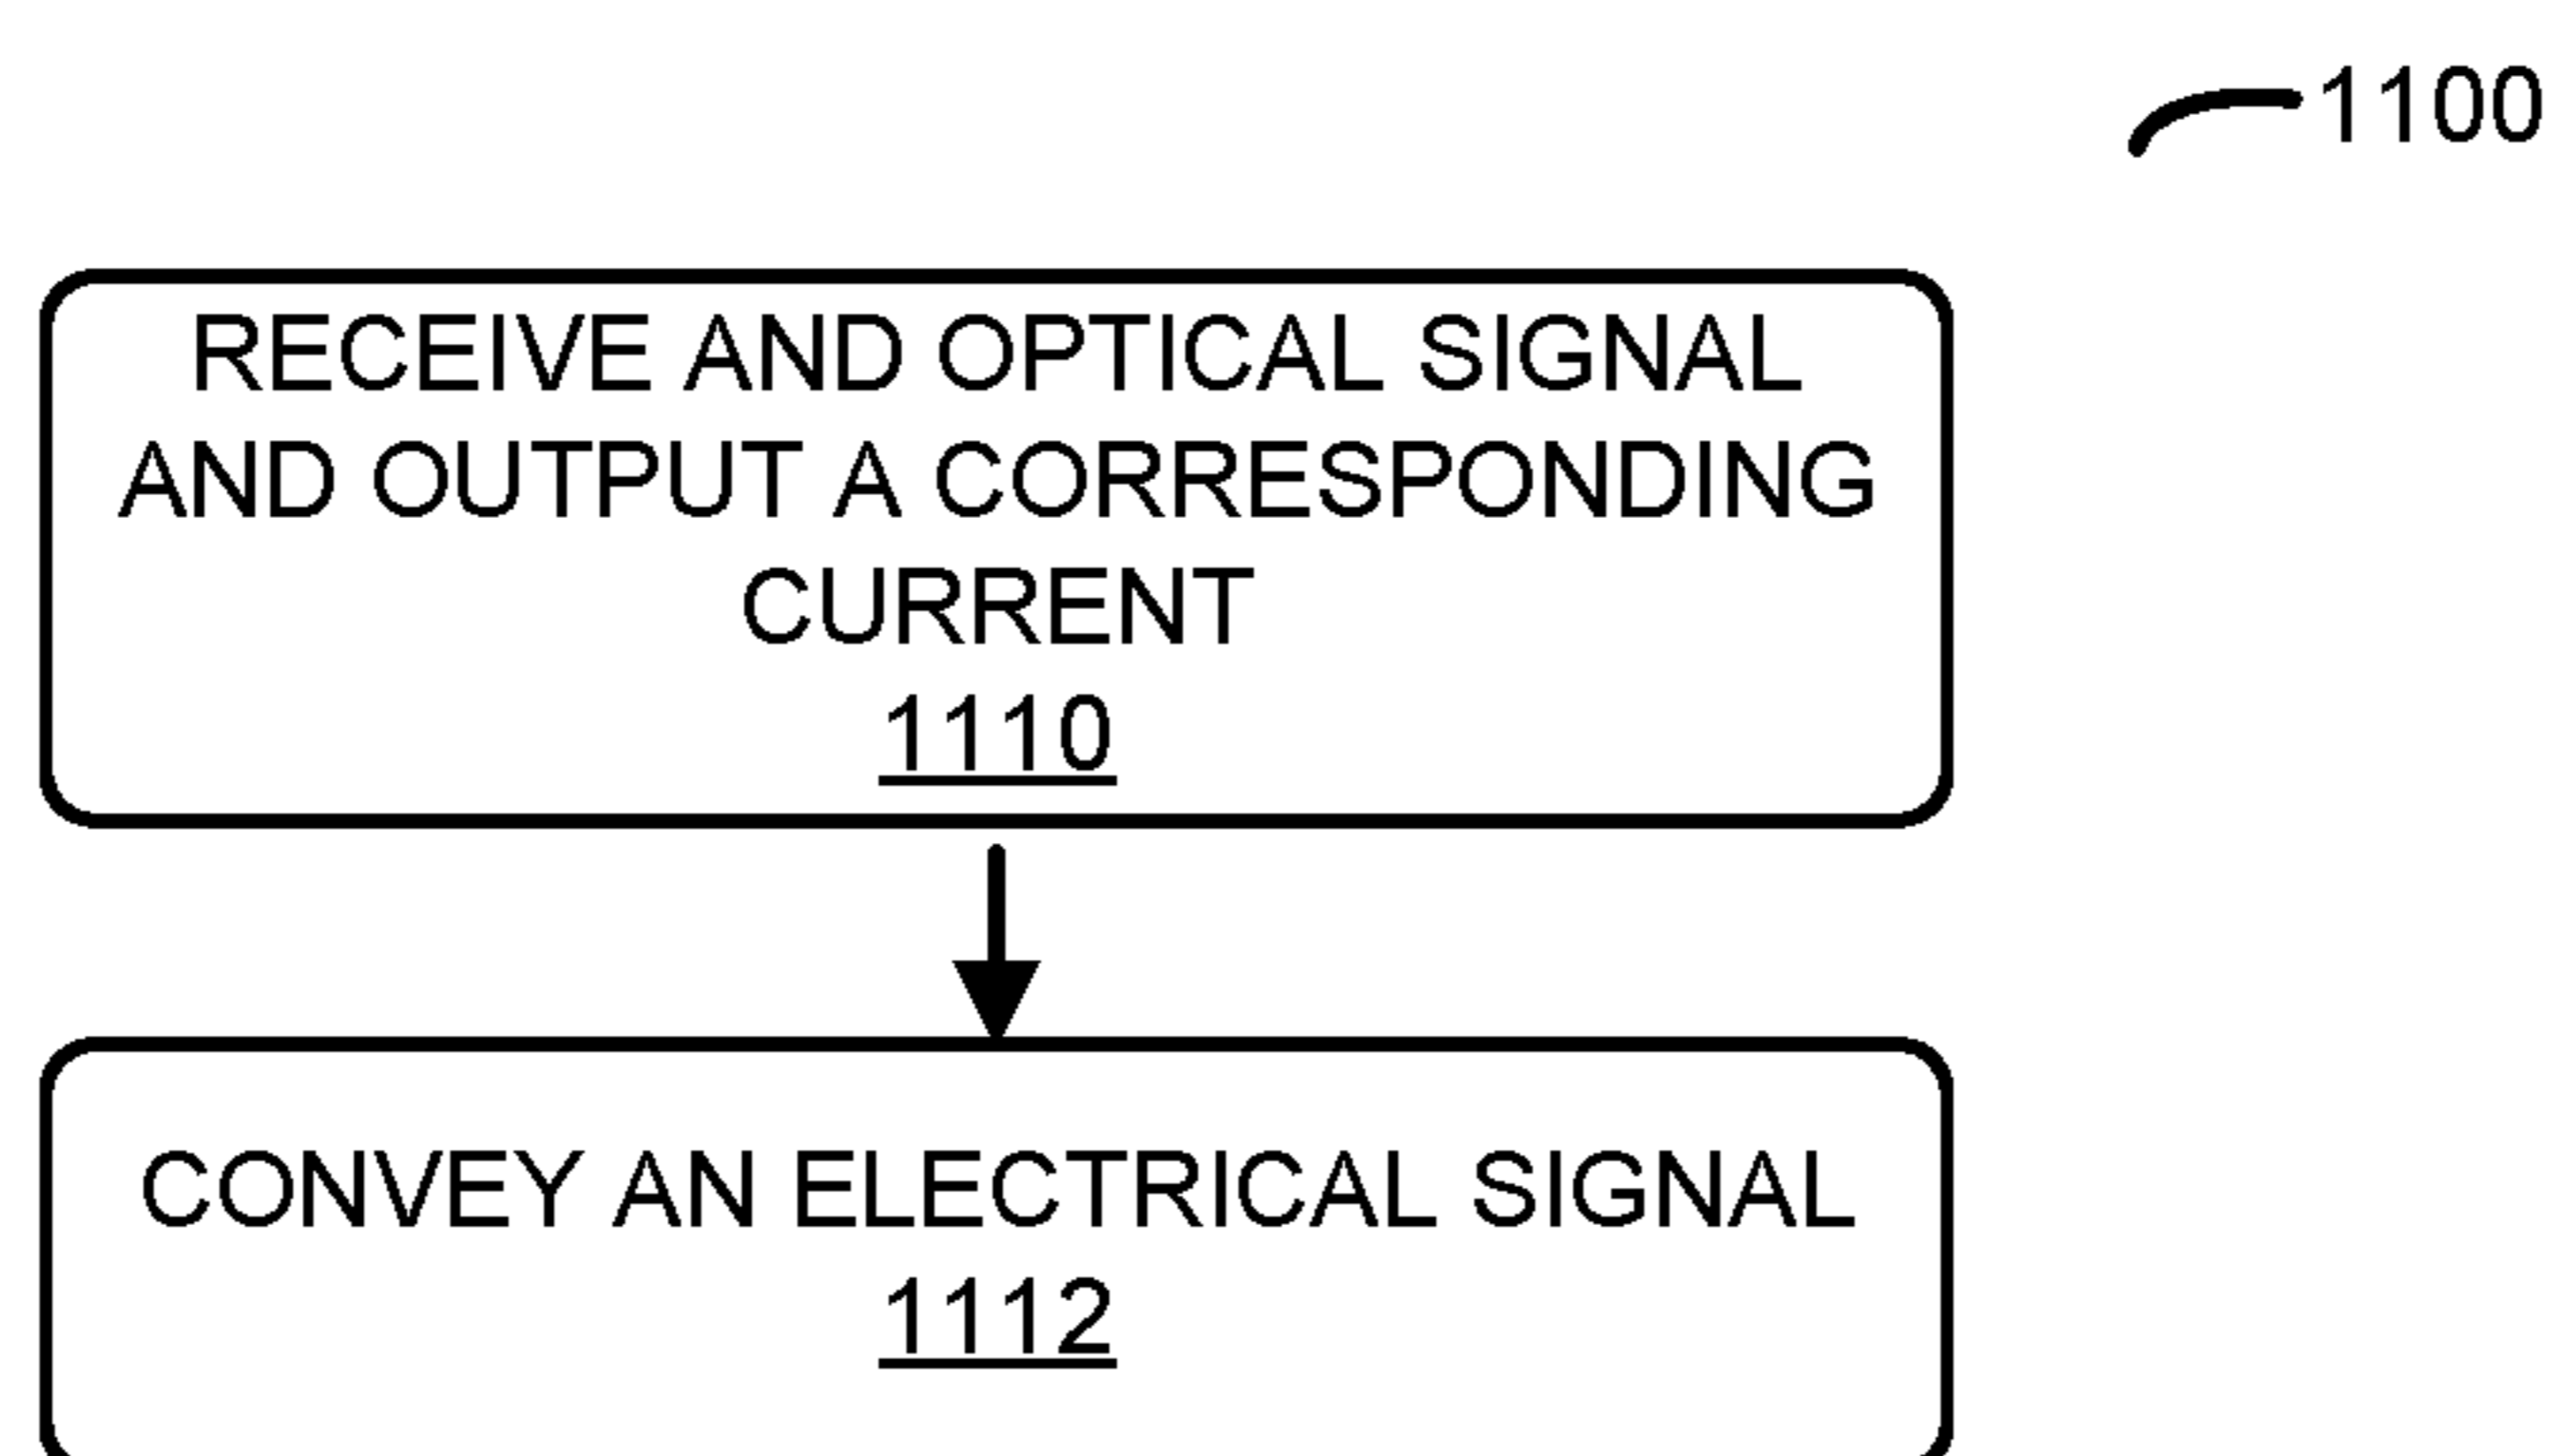 1100
RECEIVE AND OPTICAL SIGNAL
AND OUTPUT A CORRESPONDING
CURRENT
1110
CONVEY AN ELECTRICAL SIGNAL
1112